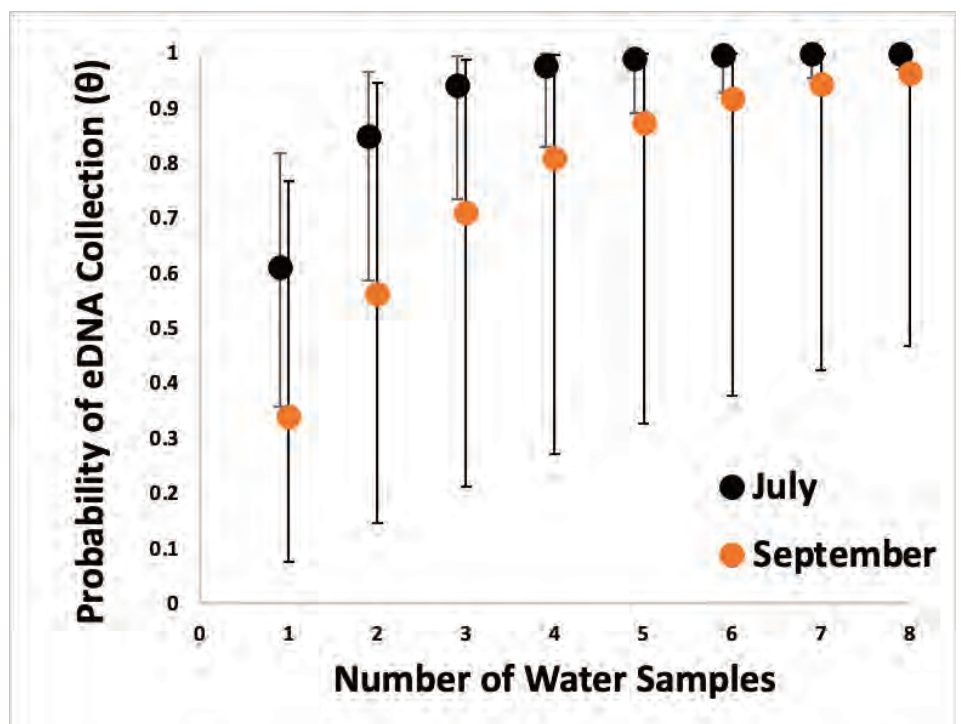 Probability of eDNA Collection (θ)
1
0.9
0.8
0.7
0.6
0.5
0.4
0.3
0.2
0.1
0
0 1 2 3 4 5 6 7 8
Number of Water Samples
July
September